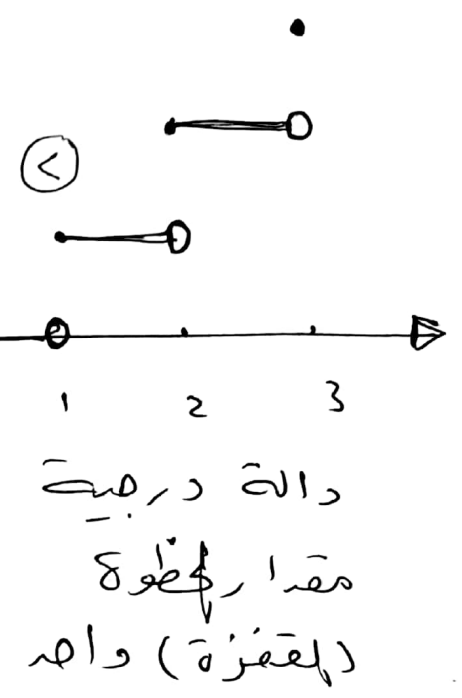 <
1 2 3
دالة درجية
مقدار الخطوة
(القفزة) واحد